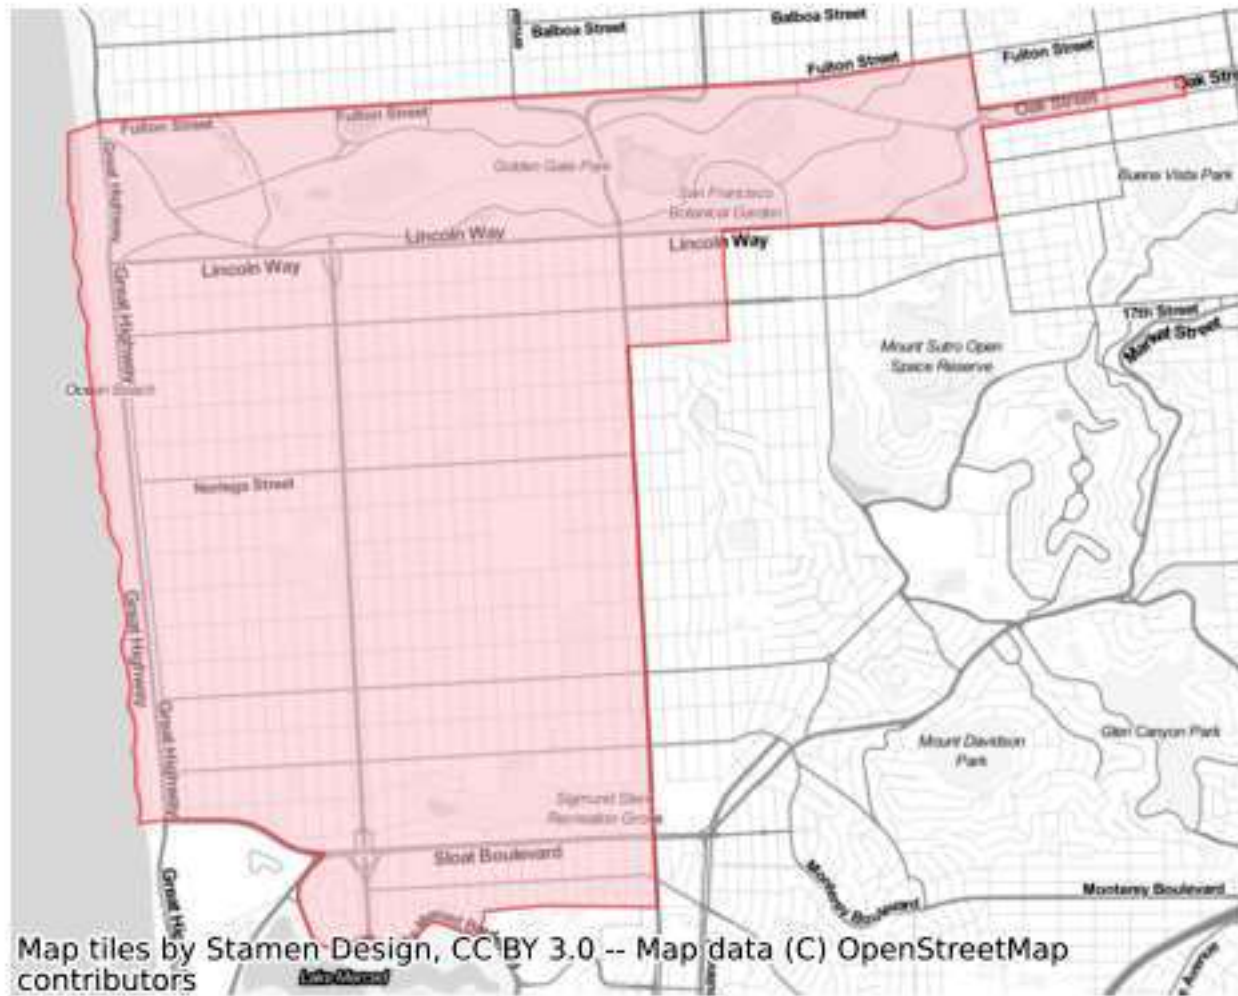 Balboa Street
Balboa Street
Fulton Street
Fulton Street
Oak Street
Fulton Street
Fulton Street
Golden Gate Park
Buena Vista Park
San Francisco
Botanical Garden
Great Highway
Lincoln Way
Lincoln Way
Lincoln Way
Great Highway
17th Street
Market Street
Mount Sutro Open
Space Reserve
Ocean Beach
Noriega Street
Great Highway
Great Highway
Mount Davidson
Park
Glen Canyon Park
Sigmund Stern
Recreation Grove
Sloat Boulevard
Monterey Boulevard
Monterey Boulevard
Map tiles by Stamen Design, CC BY 3.0 -- Map data (C) OpenStreetMap
contributors
Lake Merced